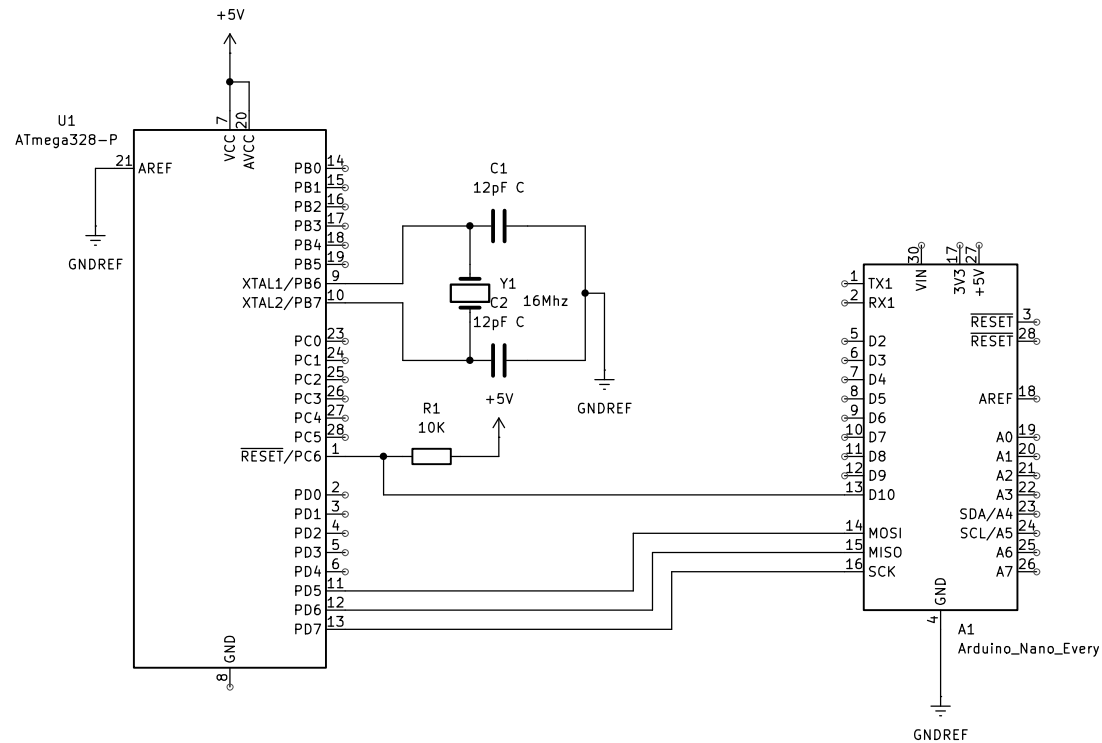 +5V
U1
ATmega328-P
7
20
VCC
AVCC
21
AREF
GNDREF
PB0
14
PB1
15
PB2
16
PB3
17
PB4
18
PB5
19
XTAL1/PB6
9
XTAL2/PB7
10
PC0
23
PC1
24
PC2
25
PC3
26
PC4
27
PC5
28
RESET/PC6
1
PD0
2
PD1
3
PD2
4
PD3
5
PD4
6
PD5
11
PD6
12
PD7
13
GND
8
C1
12pF C
Y1
16Mhz
C2
12pF C
GNDREF
+5V
R1
10K
30
17
27
VIN
3V3
+5V
1
TX1
2
RX1
5
D2
6
D3
7
D4
8
D5
9
D6
10
D7
11
D8
12
D9
13
D10
14
MOSI
15
MISO
16
SCK
RESET
3
RESET
28
AREF
18
A0
19
A1
20
A2
21
A3
22
SDA/A4
23
SCL/A5
24
A6
25
A7
26
GND
4
A1
Arduino_Nano_Every
GNDREF